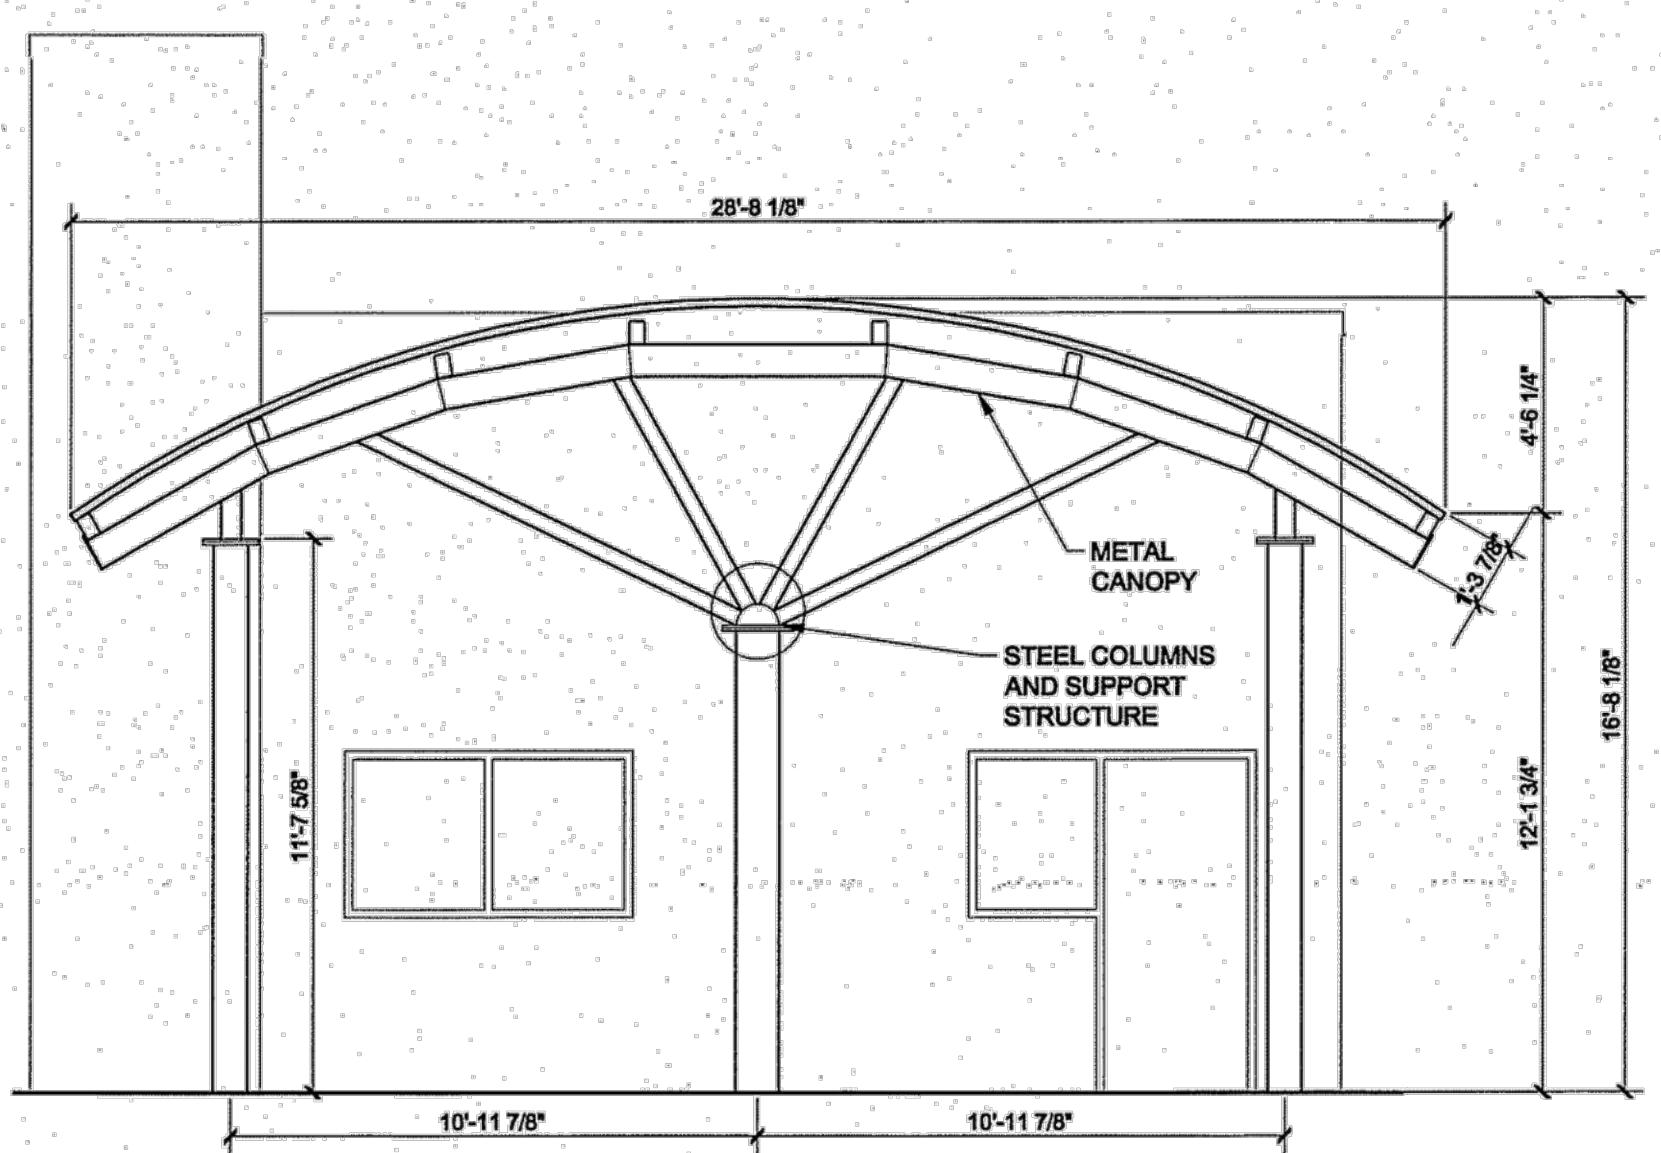 28'-8 1/8"
4'-6 1/4"
METAL
CANOPY
1'-3 7/8"
STEEL COLUMNS
AND SUPPORT
STRUCTURE
16'-8 1/8"
11'-7 5/8"
12'-1 3/4"
10'-11 7/8"
10'-11 7/8"